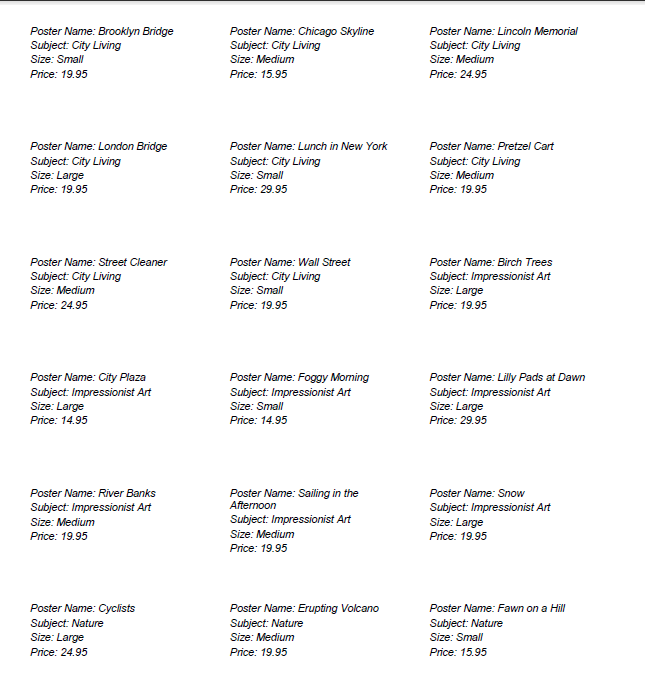 Poster Name: Brooklyn Bridge
Subject: City Living
Size: Small
Price: 19.95
Poster Name: Chicago Skyline
Subject: City Living
Size: Medium
Price: 15.95
Poster Name: Lincoln Memorial
Subject: City Living
Size: Medium
Price: 24.95
Poster Name: London Bridge
Subject: City Living
Size: Large
Price: 19.95
Poster Name: Lunch in New York
Subject: City Living
Size: Small
Price: 29.95
Poster Name: Pretzel Cart
Subject: City Living
Size: Medium
Price: 19.95
Poster Name: Street Cleaner
Subject: City Living
Size: Medium
Price: 24.95
Poster Name: Wall Street
Subject: City Living
Size: Small
Price: 19.95
Poster Name: Birch Trees
Subject: Impressionist Art
Size: Large
Price: 19.95
Poster Name: City Plaza
Subject: Impressionist Art
Size: Large
Price: 14.95
Poster Name: Foggy Morning
Subject: Impressionist Art
Size: Small
Price: 14.95
Poster Name: Lilly Pads at Dawn
Subject: Impressionist Art
Size: Large
Price: 29.95
Poster Name: River Banks
Subject: Impressionist Art
Size: Medium
Price: 19.95
Poster Name: Sailing in the
Afternoon
Subject: Impressionist Art
Size: Medium
Price: 19.95
Poster Name: Snow
Subject: Impressionist Art
Size: Large
Price: 19.95
Poster Name: Cyclists
Subject: Nature
Size: Large
Price: 24.95
Poster Name: Erupting Volcano
Subject: Nature
Size: Medium
Price: 19.95
Poster Name: Fawn on a Hill
Subject: Nature
Size: Small
Price: 15.95